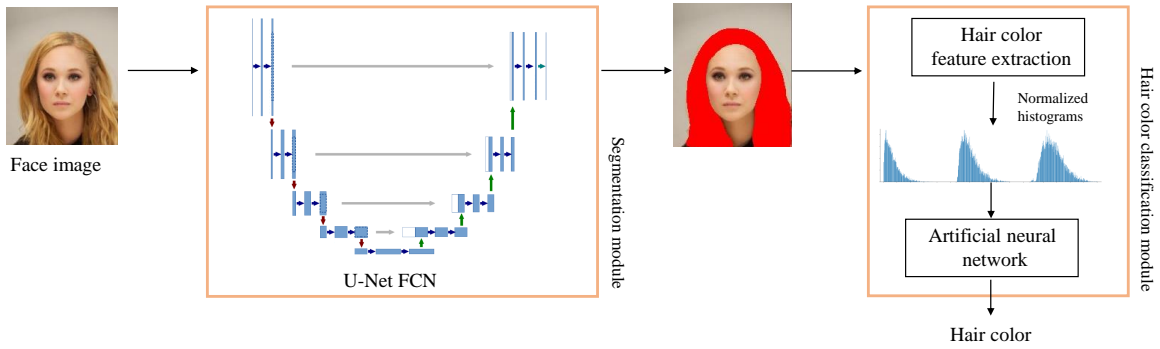 Face image
U-Net FCN
Segmentation module
Hair color
feature extraction
Normalized
histograms
Artificial neural
network
Hair color classification module
Hair color